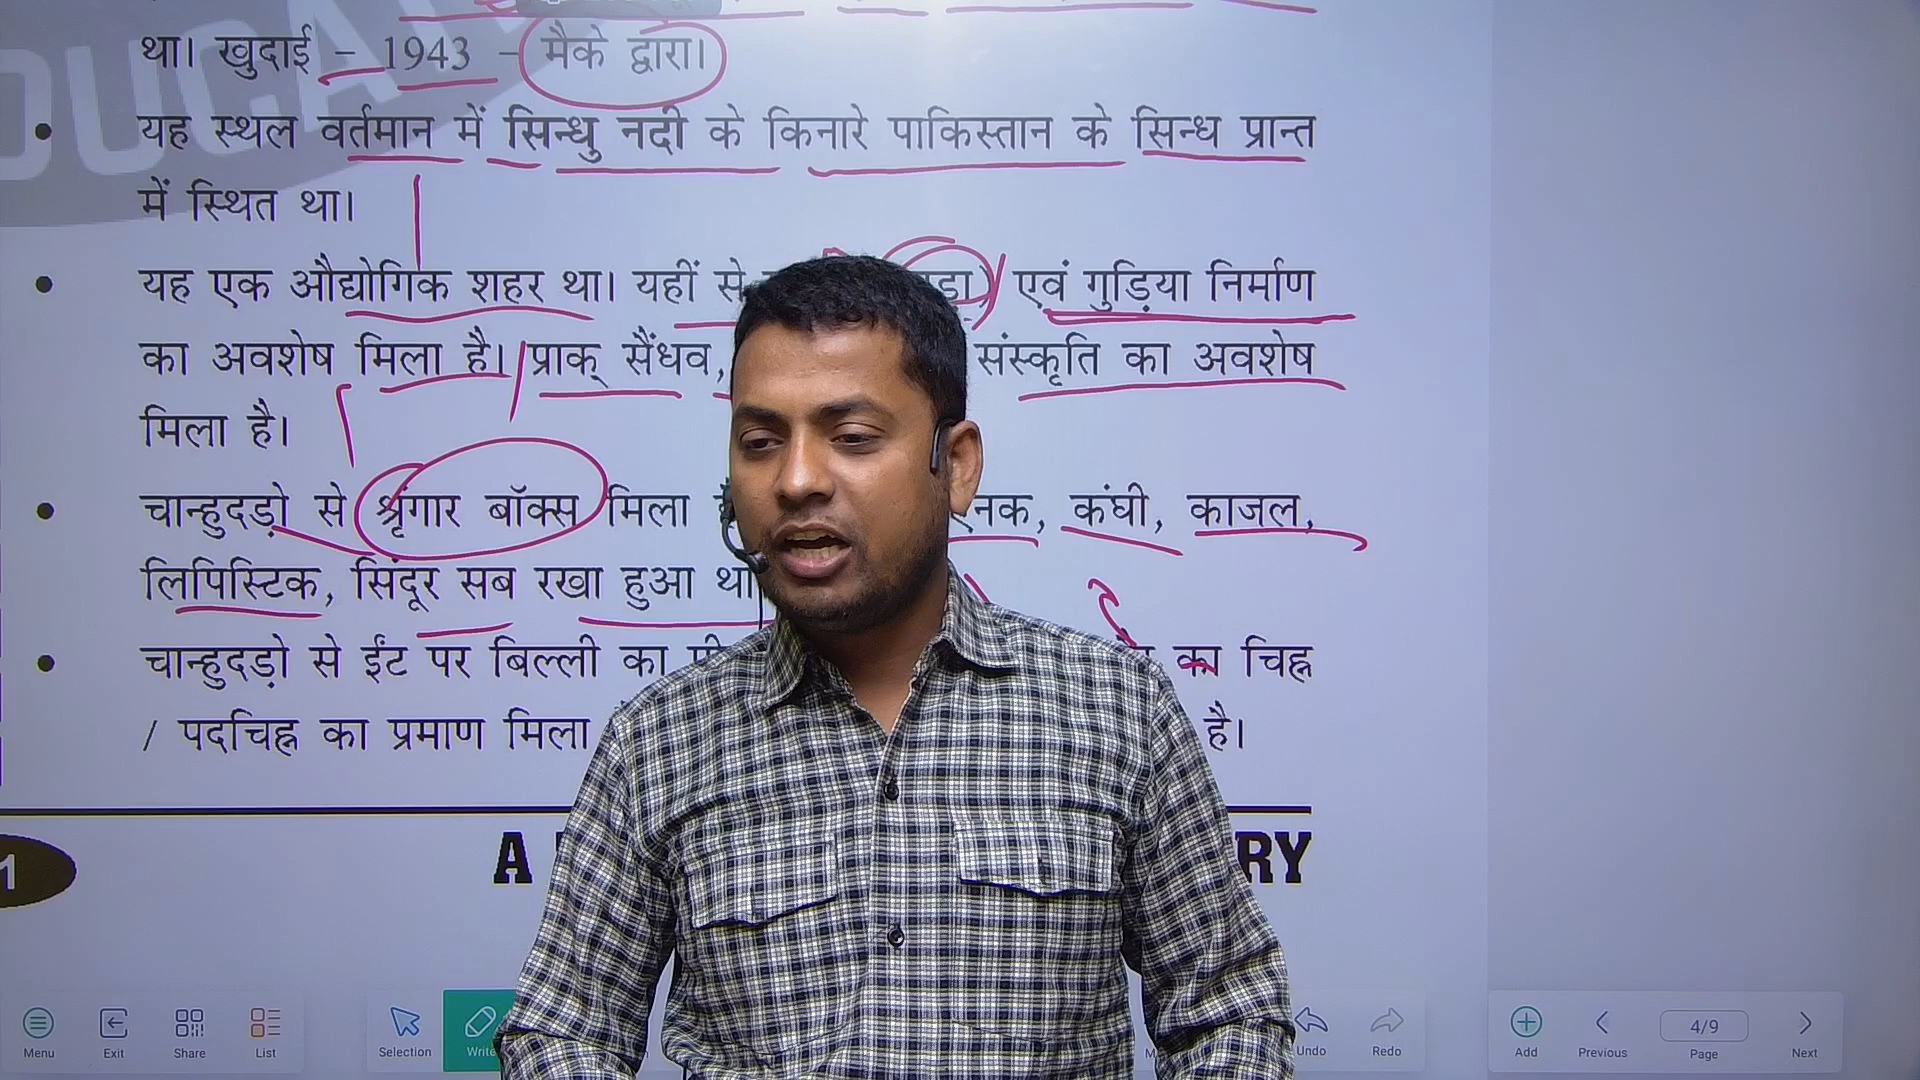 OUCA
था। खुदाई – 1943 – मैके द्वारा।
• यह स्थल वर्तमान में सिन्धु नदी के किनारे पाकिस्तान के सिन्ध प्रान्त
में स्थित था।
• यह एक औद्योगिक शहर था। यहीं से एवं गुड़िया निर्माण
का अवशेष मिला है। प्राक् सैंधव, संस्कृति का अवशेष
मिला है।
• चान्हुदड़ो से श्रृंगार बॉक्स मिला कंघी, काजल,
लिपिस्टिक, सिंदूर सब रखा हुआ था
• चान्हुदड़ो से ईंट पर बिल्ली का का चिह्न
/ पदचिह्न का प्रमाण मिला है।
1
A RY
Menu Exit Share List Selection Write Undo Redo Add Previous 4/9 Page Next